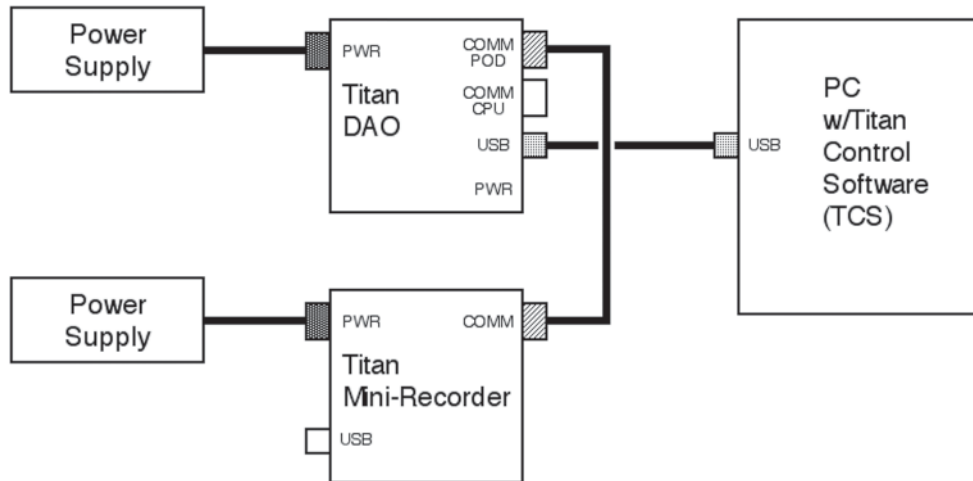 Power
Supply
PWR
Titan
DAO
COMM
POD
COMM
CPU
USB
PWR
USB
PC
w/Titan
Control
Software
(TCS)
Power
Supply
PWR
COMM
Titan
Mini-Recorder
USB